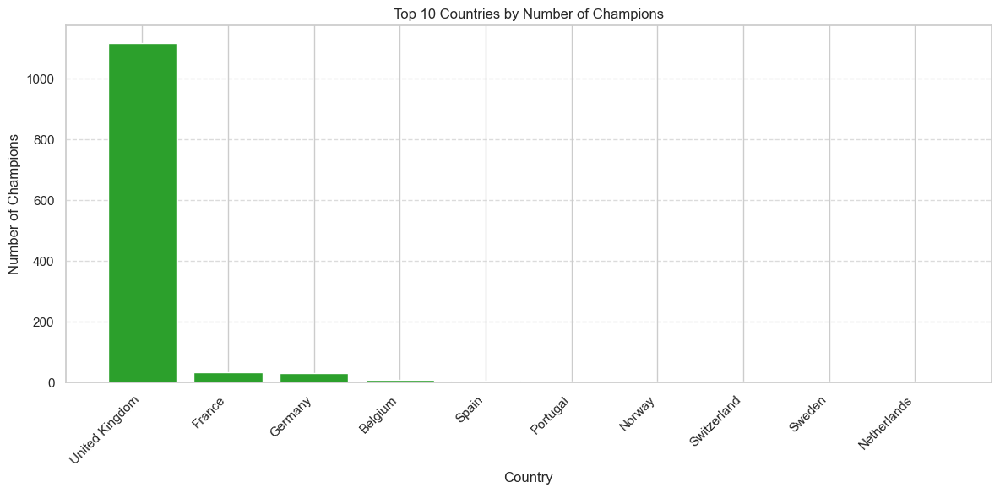 Top 10 Countries by Number of Champions
Number of Champions
1000
800
600
400
200
0
United Kingdom
France
Germany
Belgium
Spain
Portugal
Norway
Switzerland
Sweden
Netherlands
Country